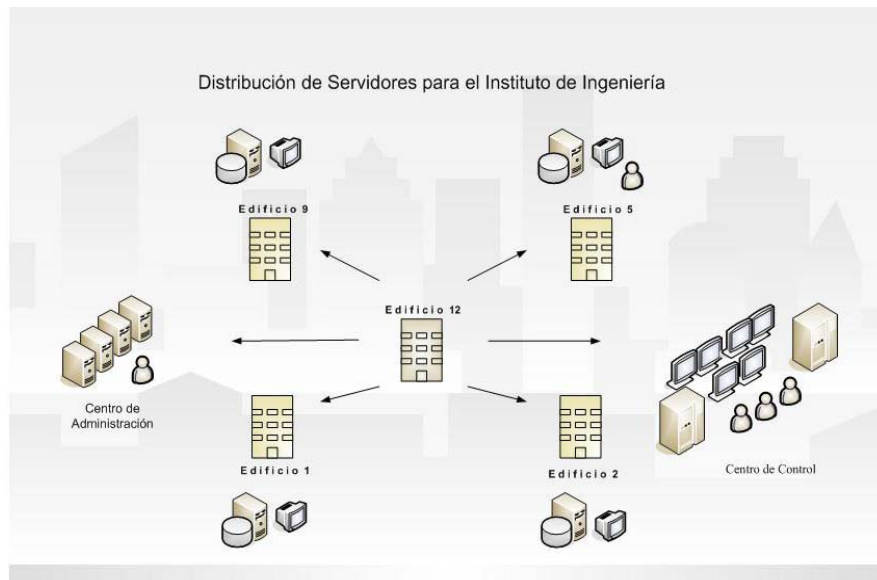 Distribución de Servidores para el Instituto de Ingeniería
Edificio 9
Edificio 5
Edificio 12
Centro de
Administración
Edificio 1
Edificio 2
Centro de Control